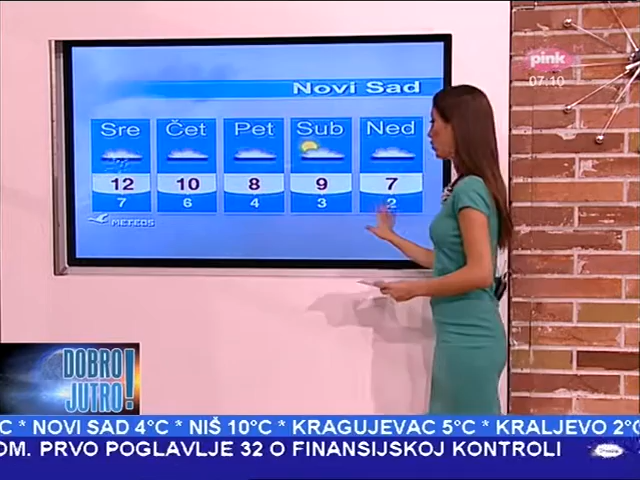 pink
07:10
Novi Sad
Sre Čet Pet Sub Ned
12 10 8 9 7
7 6 4 3 2
METEOS
DOBRO
JUTRO!
C * NOVI SAD 4°C * NIŠ 10°C * KRAGUJEVAC 5°C * KRALJEVO 2°C
OM. PRVO POGLAVLJE 32 O FINANSIJSKOJ KONTROLI